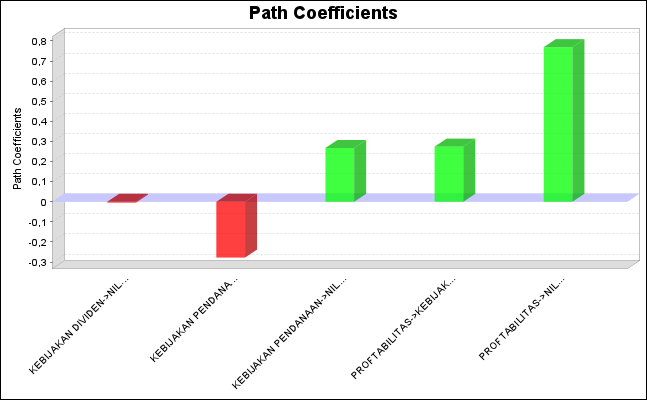 Path Coefficients
Path Coefficients
0,8
0,7
0,6
0,5
0,4
0,3
0,2
0,1
0
-0,1
-0,2
-0,3
KEBIJAKAN DIVIDEN->NIL...
KEBIJAKAN PENDANA...
KEBIJAKAN PENDANAAN->NIL...
PROFTABILITAS->KEBIJAK...
PROFTABILITAS->NIL...